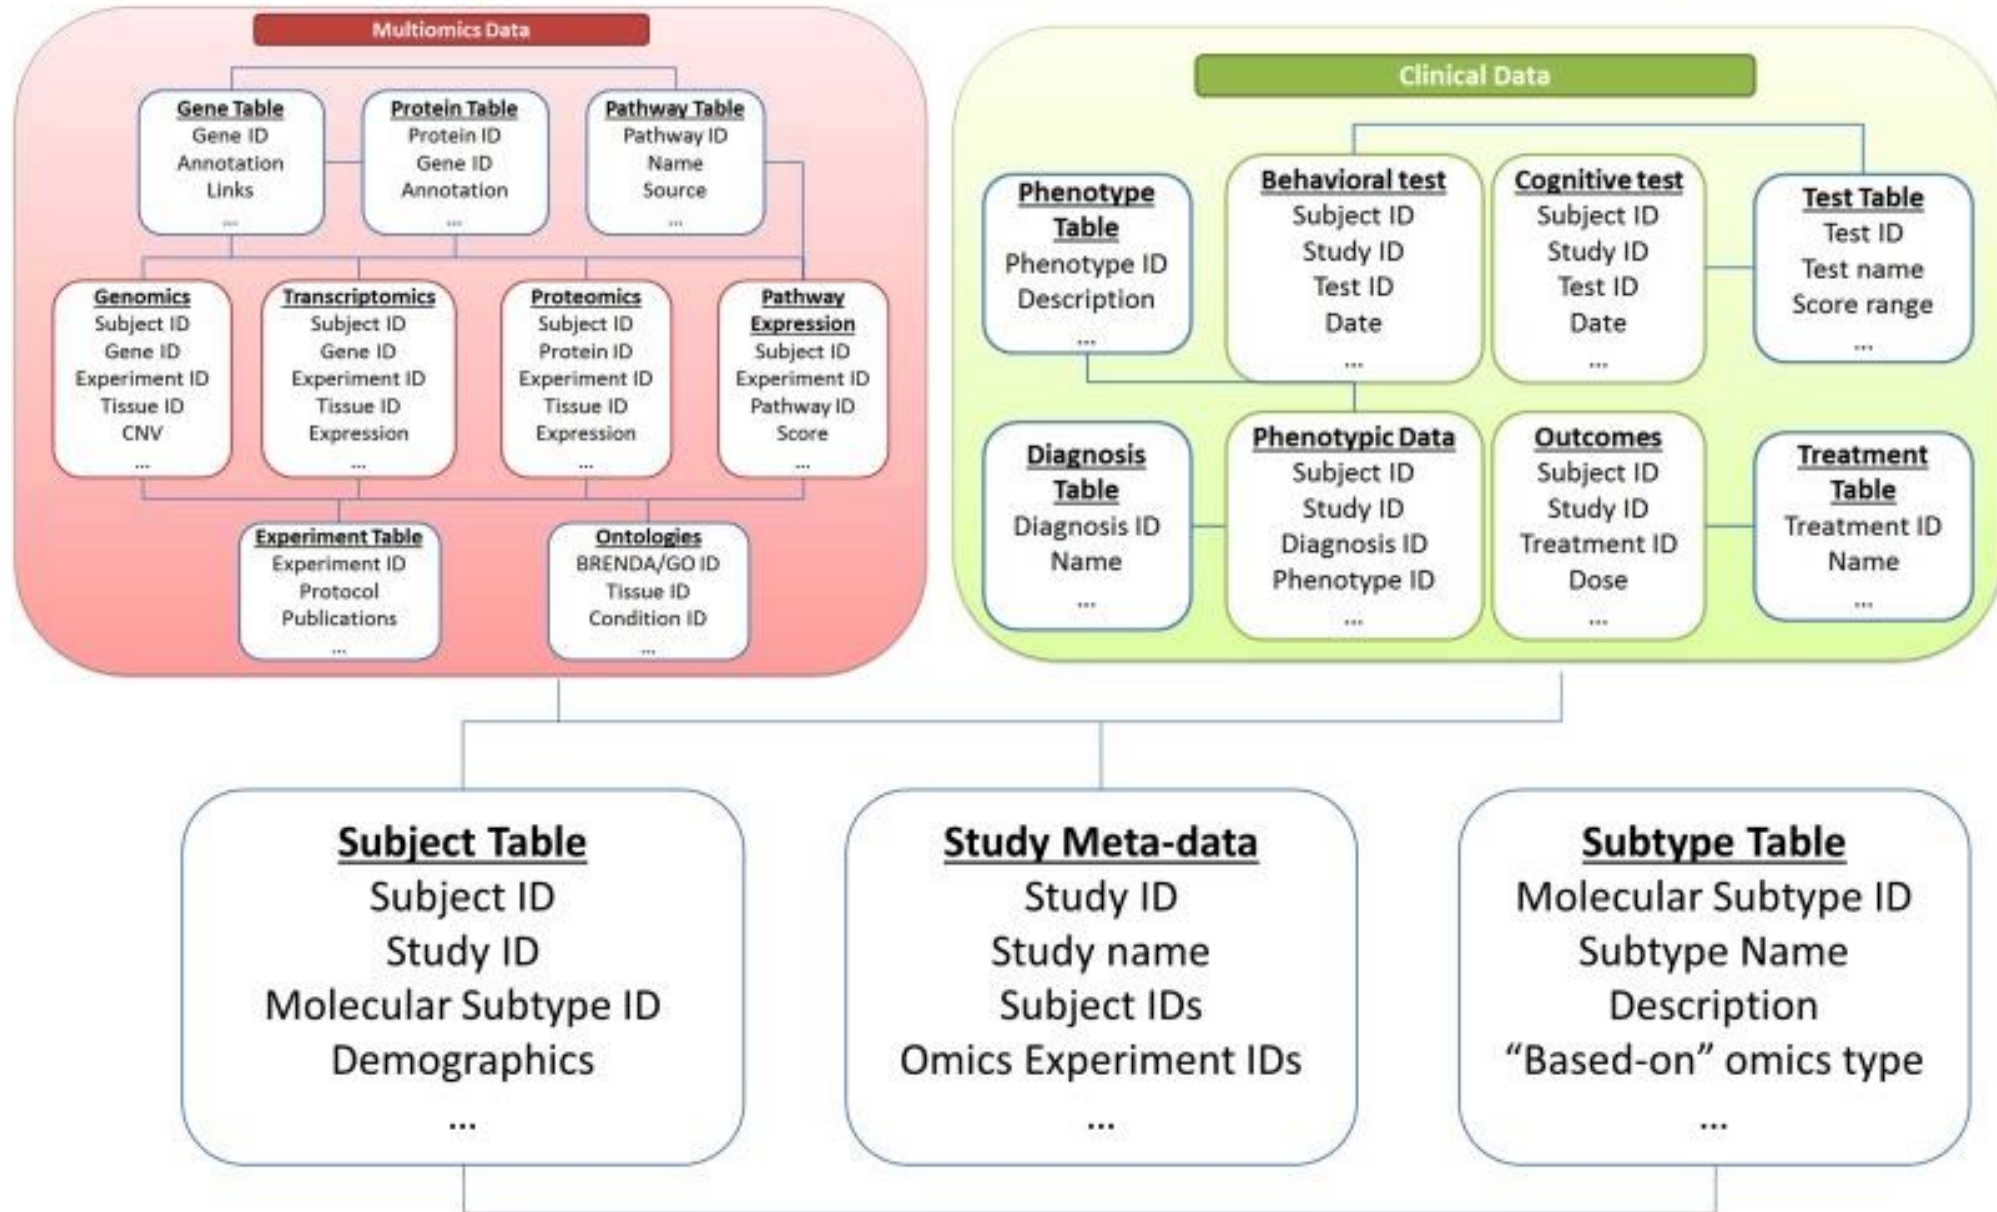 Multiomics Data
Gene Table
Gene ID
Annotation
Links
...
Protein Table
Protein ID
Gene ID
Annotation
...
Pathway Table
Pathway ID
Name
Source
...
Genomics
Subject ID
Gene ID
Experiment ID
Tissue ID
CNV
...
Transcriptomics
Subject ID
Gene ID
Experiment ID
Tissue ID
Expression
...
Proteomics
Subject ID
Protein ID
Experiment ID
Tissue ID
Expression
...
Pathway
Expression
Subject ID
Experiment ID
Pathway ID
Score
...
Experiment Table
Experiment ID
Protocol
Publications
...
Ontologies
BRENDA/GO ID
Tissue ID
Condition ID
...
Clinical Data
Phenotype
Table
Phenotype ID
Description
...
Behavioral test
Subject ID
Study ID
Test ID
Date
...
Cognitive test
Subject ID
Study ID
Test ID
Date
...
Test Table
Test ID
Test name
Score range
...
Diagnosis
Table
Diagnosis ID
Name
...
Phenotypic Data
Subject ID
Study ID
Diagnosis ID
Phenotype ID
...
Outcomes
Subject ID
Study ID
Treatment ID
Dose
...
Treatment
Table
Treatment ID
Name
...
Subject Table
Subject ID
Study ID
Molecular Subtype ID
Demographics
...
Study Meta-data
Study ID
Study name
Subject IDs
Omics Experiment IDs
...
Subtype Table
Molecular Subtype ID
Subtype Name
Description
“Based-on” omics type
...